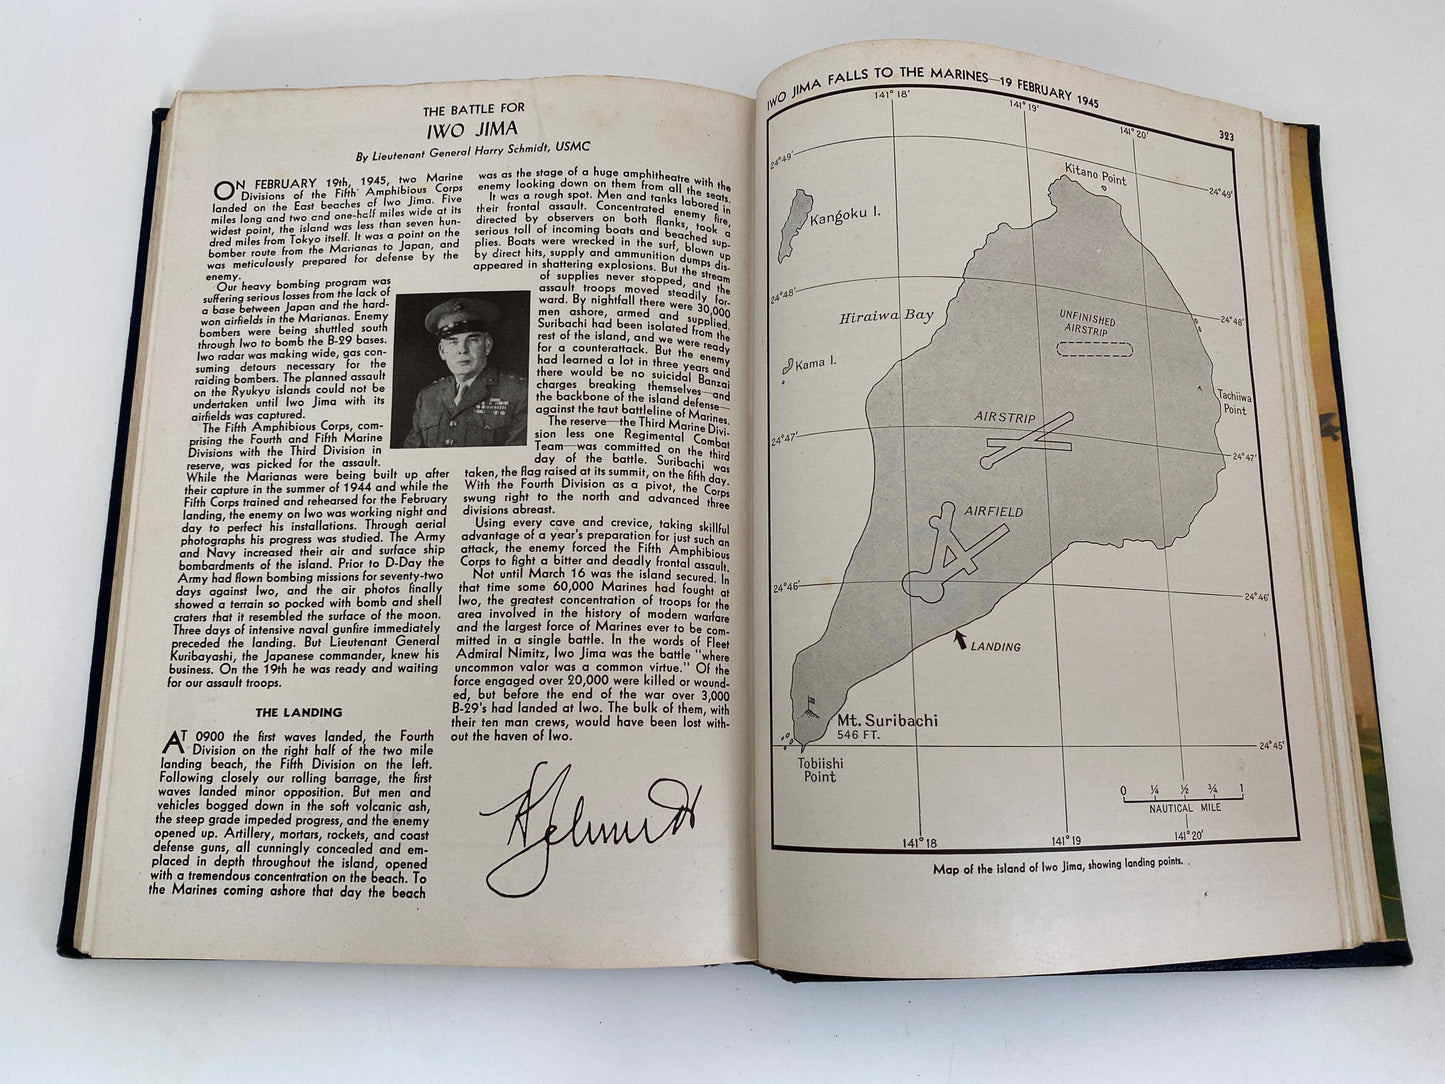 THE BATTLE FOR
IWO JIMA
By Lieutenant General Harry Schmidt, USMC
ON FEBRUARY 19th, 1945, two Marine
Divisions of the Fifth Amphibious Corps
landed on the East beaches of Iwo Jima. Five
miles long and two and one-half miles wide at its
widest point, the island was less than seven hun-
dred miles from Tokyo itself. It was a point on the
bomber route from the Marianas to Japan, and
was meticulously prepared for defense by the
enemy.
Our heavy bombing program was
suffering serious losses from the lack of
a base between Japan and the hard-
won airfields in the Marianas. Enemy
bombers were being shuttled south
through Iwo to bomb the B-29 bases.
Iwo radar was making wide, gas con-
suming detours necessary for the
raiding bombers. The planned assault
on the Ryukyu islands could not be
undertaken until Iwo Jima with its
airfields was captured.
The Fifth Amphibious Corps, com-
prising the Fourth and Fifth Marine
Divisions with the Third Division in
reserve, was picked for the assault.
While the Marianas were being built up after
their capture in the summer of 1944 and while the
Fifth Corps trained and rehearsed for the February
landing, the enemy on Iwo was working night and
day to perfect his installations. Through aerial
photographs his progress was studied. The Army
and Navy increased their air and surface ship
bombardments of the island. Prior to D-Day the
Army had flown bombing missions for seventy-two
days against Iwo, and the air photos finally
showed a terrain so pocked with bomb and shell
craters that it resembled the surface of the moon.
Three days of intensive naval gunfire immediately
preceded the landing. But Lieutenant General
Kuribayashi, the Japanese commander, knew his
business. On the 19th he was ready and waiting
for our assault troops.
THE LANDING
AT 0900 the first waves landed, the Fourth
Division on the right half of the two mile
landing beach, the Fifth Division on the left.
Following closely our rolling barrage, the first
waves landed minor opposition. But men and
vehicles bogged down in the soft volcanic ash,
the steep grade impeded progress, and the enemy
opened up. Artillery, mortars, rockets, and coast
defense guns, all cunningly concealed and em-
placed in depth throughout the island, opened
with a tremendous concentration on the beach. To
the Marines coming ashore that day the beach
was as the stage of a huge amphitheatre with the
enemy looking down on them from all the seats.
It was a rough spot. Men and tanks labored in
their frontal assault. Concentrated enemy fire,
directed by observers on both flanks, took a
serious toll of incoming boats and beached sup-
plies. Boats were wrecked in the surf, blown up
by direct hits, supply and ammunition dumps dis-
appeared in shattering explosions. But the stream
of supplies never stopped, and the
assault troops moved steadily for-
ward. By nightfall there were 30,000
men ashore, armed and supplied.
Suribachi had been isolated from the
rest of the island, and we were ready
for a counterattack. But the enemy
had learned a lot in three years and
there would be no suicidal Banzai
charges breaking themselves—and
the backbone of the island defense—
against the taut battleline of Marines.
The reserve—the Third Marine Divi-
sion less one Regimental Combat
Team—was committed on the third
day of the battle. Suribachi was
taken, the flag raised at its summit, on the fifth day.
With the Fourth Division as a pivot, the Corps
swung right to the north and advanced three
divisions abreast.
Using every cave and crevice, taking skillful
advantage of a year's preparation for just such an
attack, the enemy forced the Fifth Amphibious
Corps to fight a bitter and deadly frontal assault.
Not until March 16 was the island secured. In
that time some 60,000 Marines had fought at
Iwo, the greatest concentration of troops for the
area involved in the history of modern warfare
and the largest force of Marines ever to be com-
mitted in a single battle. In the words of Fleet
Admiral Nimitz, Iwo Jima was the battle "where
uncommon valor was a common virtue." Of the
force engaged over 20,000 were killed or wound-
ed, but before the end of the war over 3,000
B-29's had landed at Iwo. The bulk of them, with
their ten man crews, would have been lost with-
out the haven of Iwo.
H Schmidt
IWO JIMA FALLS TO THE MARINES—19 FEBRUARY 1945
323
141° 18'
141° 19'
141° 20'
24°49'
24°49'
Kitano Point
Kangoku I.
24°48'
24°48'
Hiraiwa Bay
UNFINISHED
AIRSTRIP
Kama I.
Tachiiwa
Point
AIRSTRIP
24°47'
24°47'
AIRFIELD
24°46'
24°46'
LANDING
Mt. Suribachi
546 FT.
24°45'
Tobiishi
Point
0 ¼ ½ ¾ 1
NAUTICAL MILE
141° 18
141° 19
141° 20'
Map of the island of Iwo Jima, showing landing points.